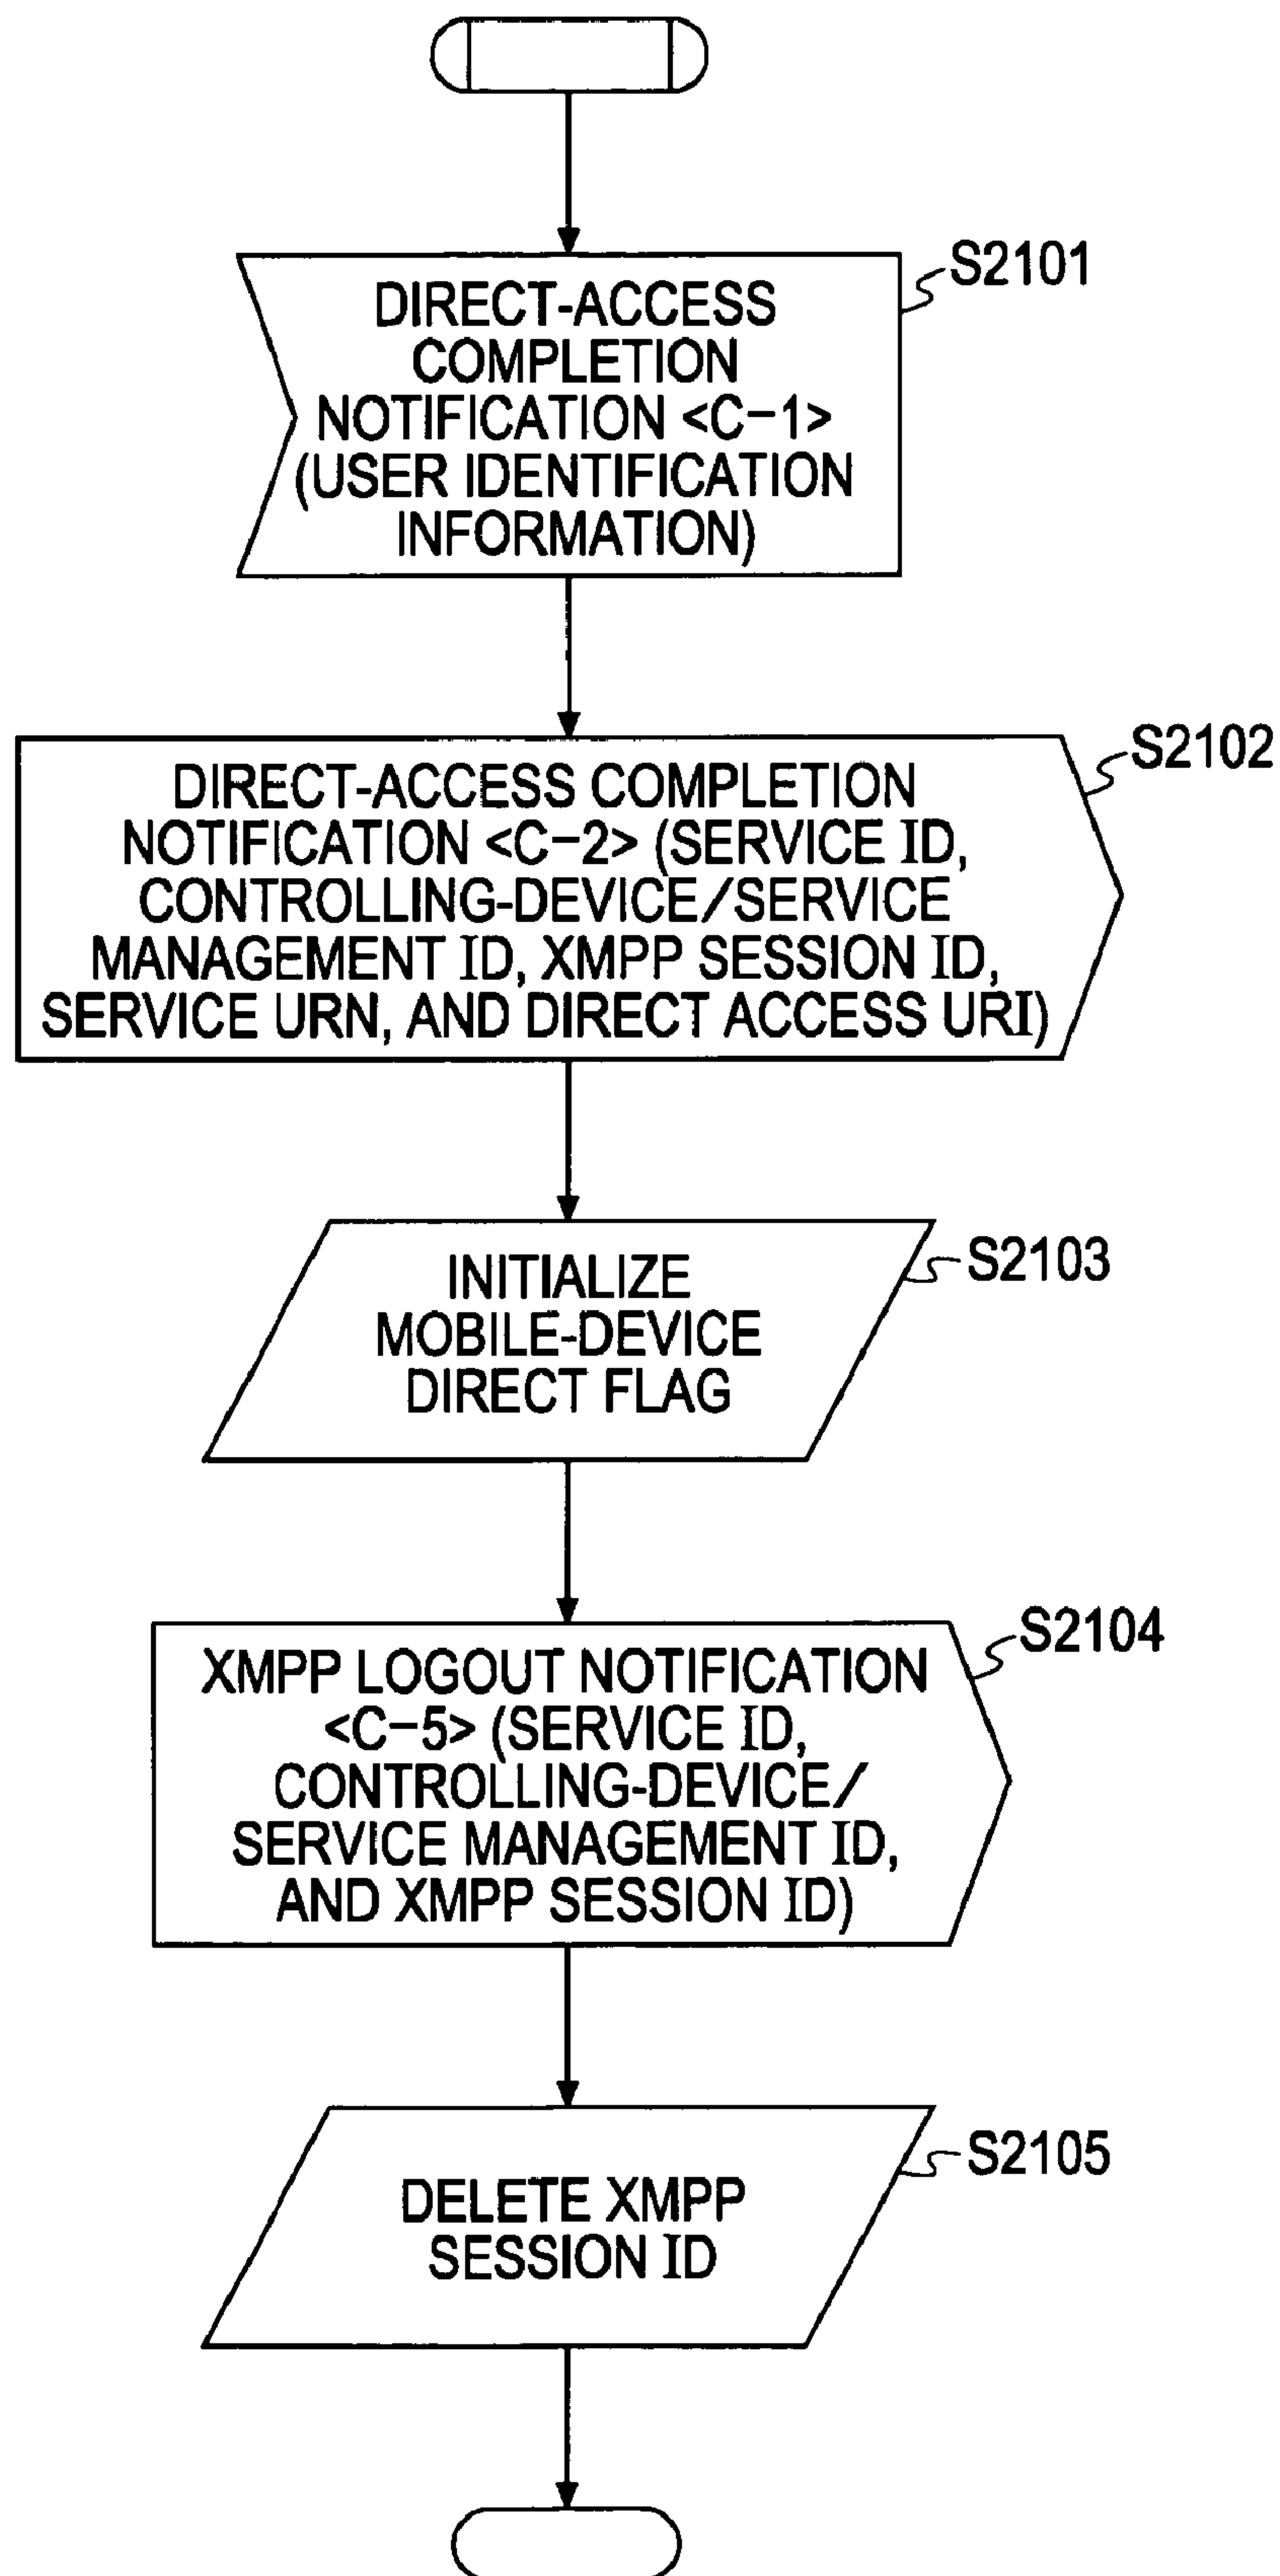 S2101
DIRECT-ACCESS
COMPLETION
NOTIFICATION <C-1>
(USER IDENTIFICATION
INFORMATION)
S2102
DIRECT-ACCESS COMPLETION
NOTIFICATION <C-2> (SERVICE ID,
CONTROLLING-DEVICE/SERVICE
MANAGEMENT ID, XMPP SESSION ID,
SERVICE URN, AND DIRECT ACCESS URI)
S2103
INITIALIZE
MOBILE-DEVICE
DIRECT FLAG
S2104
XMPP LOGOUT NOTIFICATION
<C-5> (SERVICE ID,
CONTROLLING-DEVICE/
SERVICE MANAGEMENT ID,
AND XMPP SESSION ID)
S2105
DELETE XMPP
SESSION ID